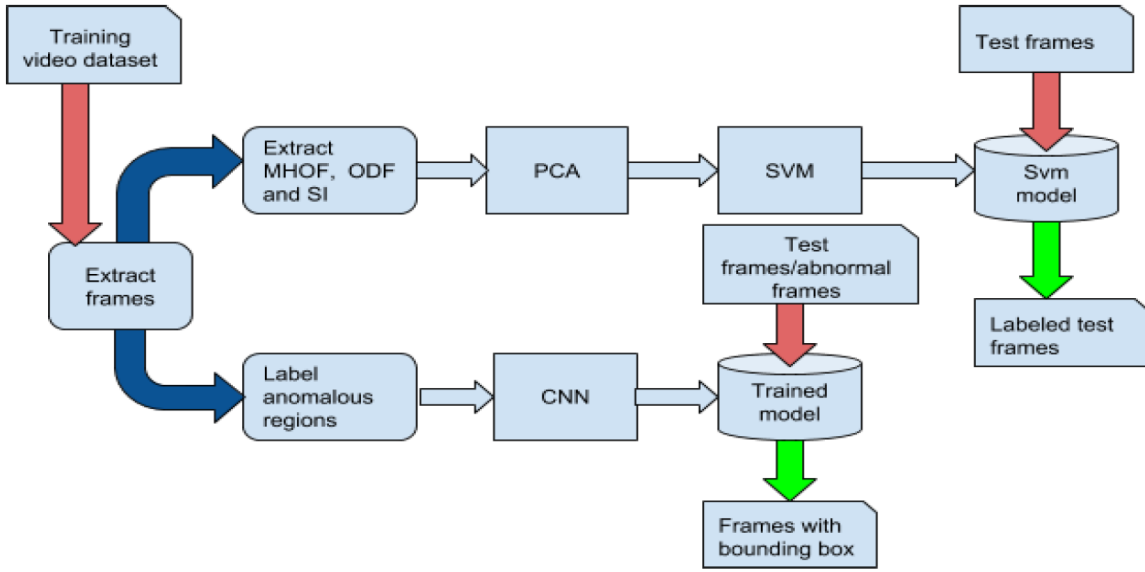 Training
video dataset
Test frames
Extract
MHOF, ODF
and SI
PCA
SVM
Svm
model
Extract
frames
Test
frames/abnormal
frames
Labeled test
frames
Label
anomalous
regions
CNN
Trained
model
Frames with
bounding box